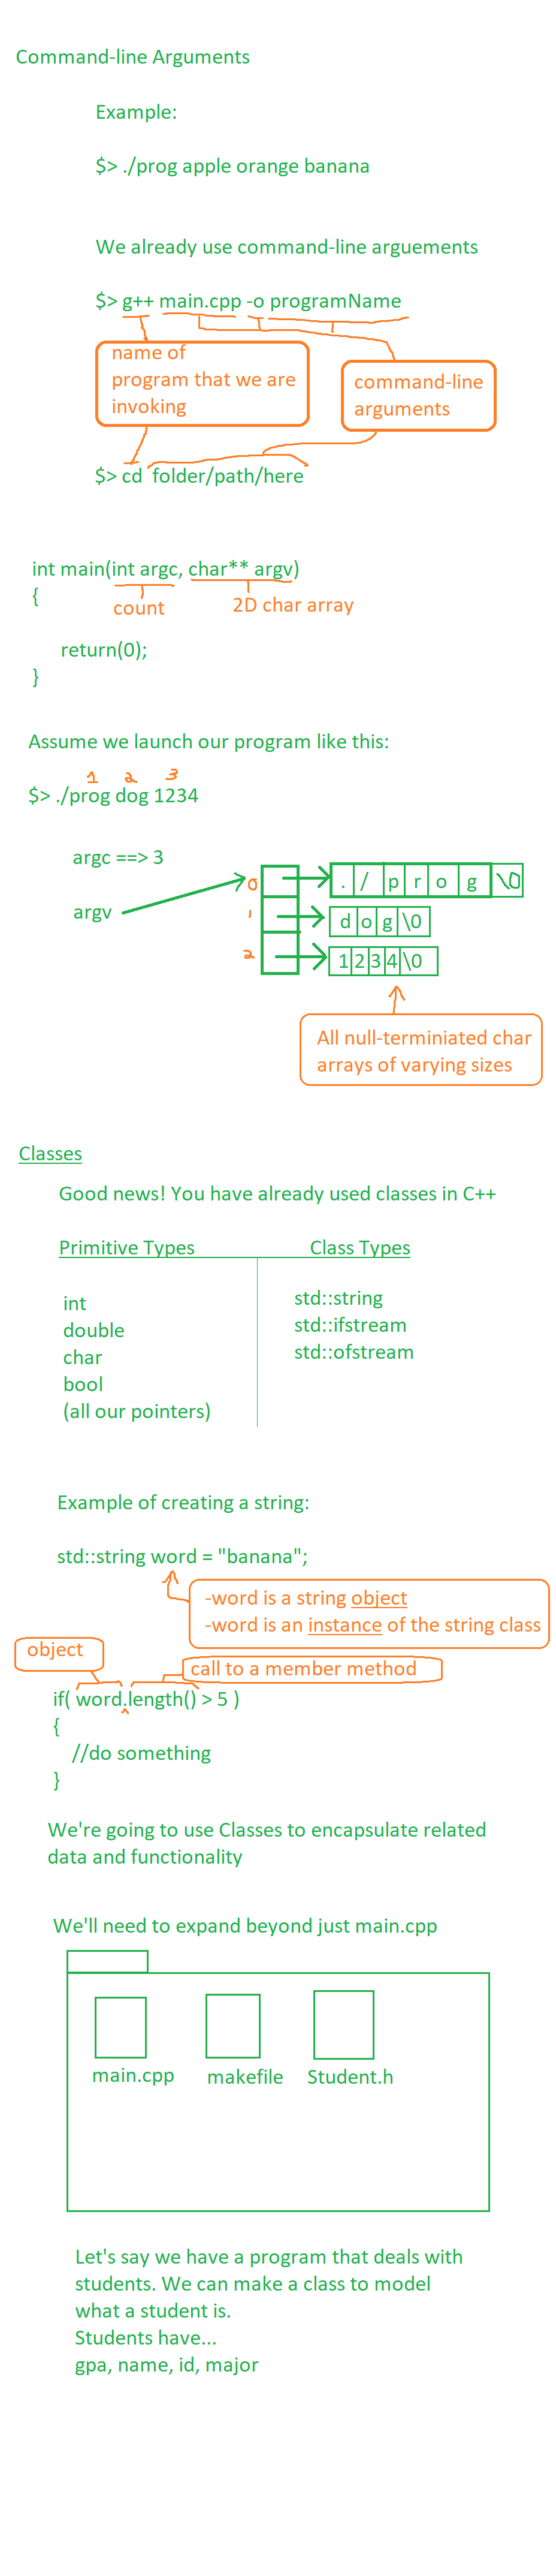 Command-line Arguments
Example:
$> ./prog apple orange banana
We already use command-line arguements
$> g++ main.cpp -o programName
name of
program that we are
invoking
command-line
arguments
$> cd folder/path/here
int main(int argc, char** argv)
{
count
2D char array
return(0);
}
Assume we launch our program like this:
1 2 3
$> ./prog dog 1234
argc ==> 3
argv
0 ./prog\0
1 dog\0
2 1234\0
All null-terminiated char
arrays of varying sizes
Classes
Good news! You have already used classes in C++
Primitive Types
Class Types
int
double
char
bool
(all our pointers)
std::string
std::ifstream
std::ofstream
Example of creating a string:
std::string word = "banana";
-word is a string object
-word is an instance of the string class
object
call to a member method
if( word.length() > 5 )
{
//do something
}
We're going to use Classes to encapsulate related
data and functionality
We'll need to expand beyond just main.cpp
main.cpp
makefile
Student.h
Let's say we have a program that deals with
students. We can make a class to model
what a student is.
Students have...
gpa, name, id, major